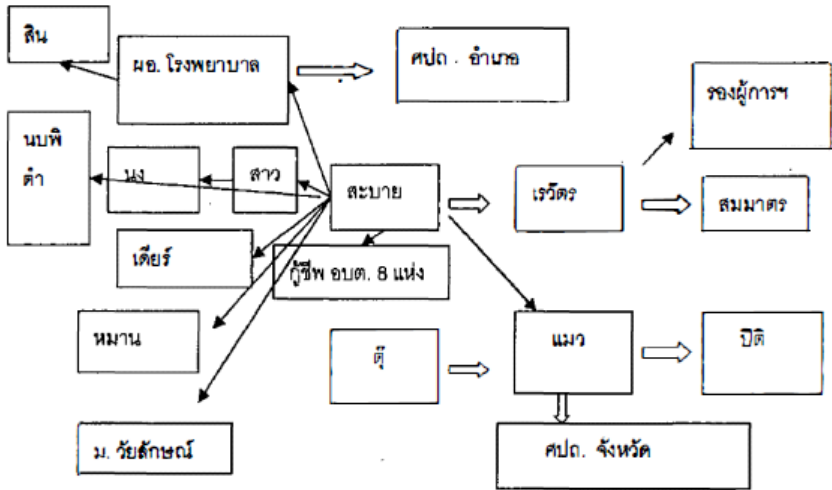 สิน
ผอ. โรงพยาบาล
ศปถ . อำเภอ
รองผู้การฯ
นบพิ
ตำ
นง
สาว
สะบาย
เรวัตร
สมมาตร
เดียร์
กู้ชีพ อบต. 8 แห่ง
หมาน
ตุ๊
แมว
ปิติ
ม. วัยลักษณ์
ศปถ. จังหวัด